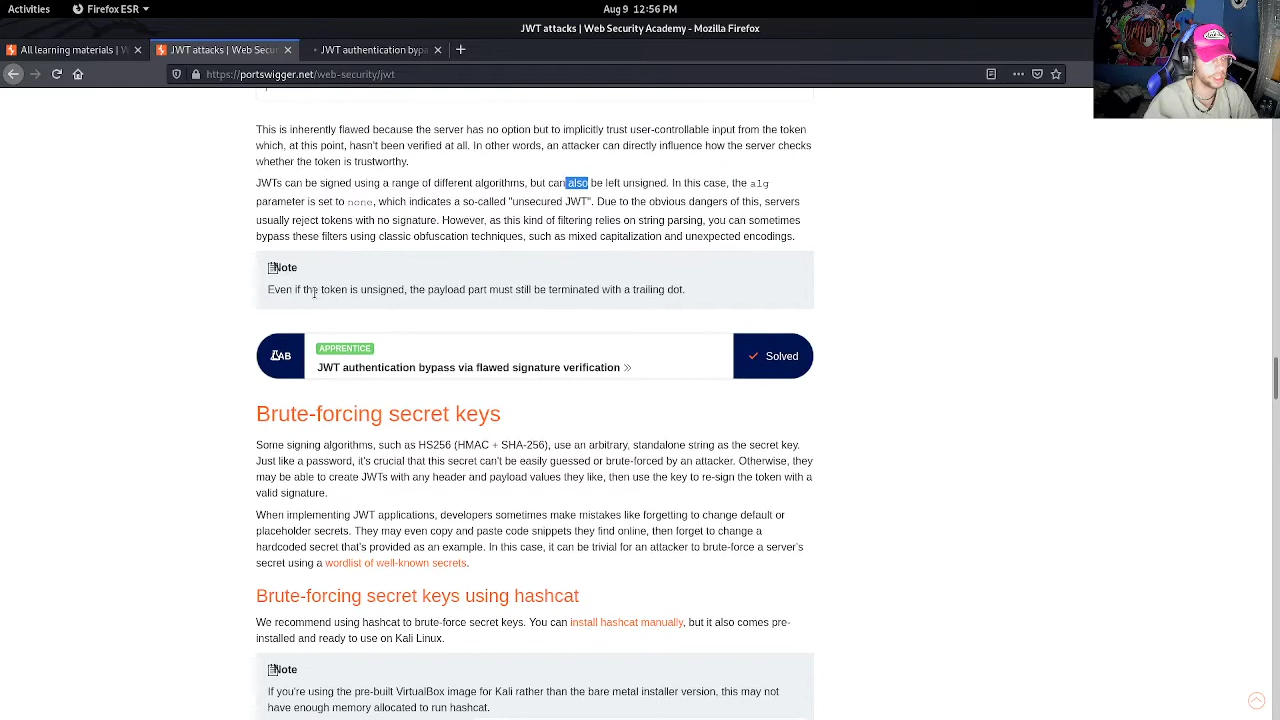 Activities
Firefox ESR
Aug 9 12:56 PM
JWT attacks | Web Security Academy - Mozilla Firefox
All learning materials | W
JWT attacks | Web Secur
JWT authentication bypa
https://portswigger.net/web-security/jwt
This is inherently flawed because the server has no option but to implicitly trust user-controllable input from the token
which, at this point, hasn't been verified at all. In other words, an attacker can directly influence how the server checks
whether the token is trustworthy.
JWTs can be signed using a range of different algorithms, but can also be left unsigned. In this case, the alg
parameter is set to none, which indicates a so-called "unsecured JWT". Due to the obvious dangers of this, servers
usually reject tokens with no signature. However, as this kind of filtering relies on string parsing, you can sometimes
bypass these filters using classic obfuscation techniques, such as mixed capitalization and unexpected encodings.
Note
Even if the token is unsigned, the payload part must still be terminated with a trailing dot.
LAB
APPRENTICE
JWT authentication bypass via flawed signature verification
Solved
Brute-forcing secret keys
Some signing algorithms, such as HS256 (HMAC + SHA-256), use an arbitrary, standalone string as the secret key.
Just like a password, it's crucial that this secret can't be easily guessed or brute-forced by an attacker. Otherwise, they
may be able to create JWTs with any header and payload values they like, then use the key to re-sign the token with a
valid signature.
When implementing JWT applications, developers sometimes make mistakes like forgetting to change default or
placeholder secrets. They may even copy and paste code snippets they find online, then forget to change a
hardcoded secret that's provided as an example. In this case, it can be trivial for an attacker to brute-force a server's
secret using a wordlist of well-known secrets.
Brute-forcing secret keys using hashcat
We recommend using hashcat to brute-force secret keys. You can install hashcat manually, but it also comes pre-
installed and ready to use on Kali Linux.
Note
If you're using the pre-built VirtualBox image for Kali rather than the bare metal installer version, this may not
have enough memory allocated to run hashcat.